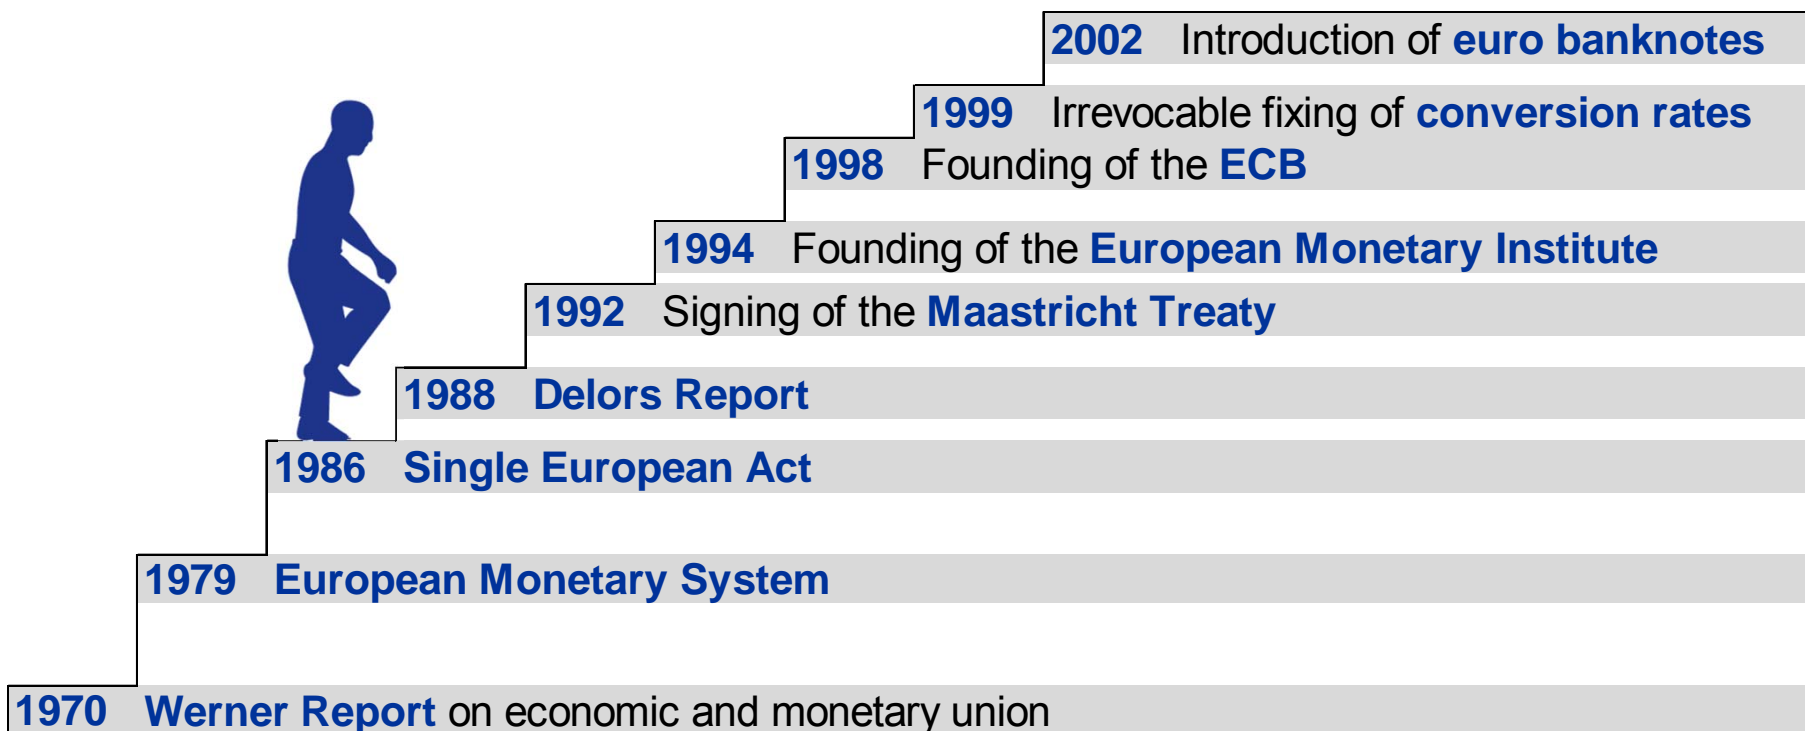 2002 Introduction of euro banknotes
1999 Irrevocable fixing of conversion rates
1998 Founding of the ECB
1994 Founding of the European Monetary Institute
1992 Signing of the Maastricht Treaty
1988 Delors Report
1986 Single European Act
1979 European Monetary System
1970 Werner Report on economic and monetary union